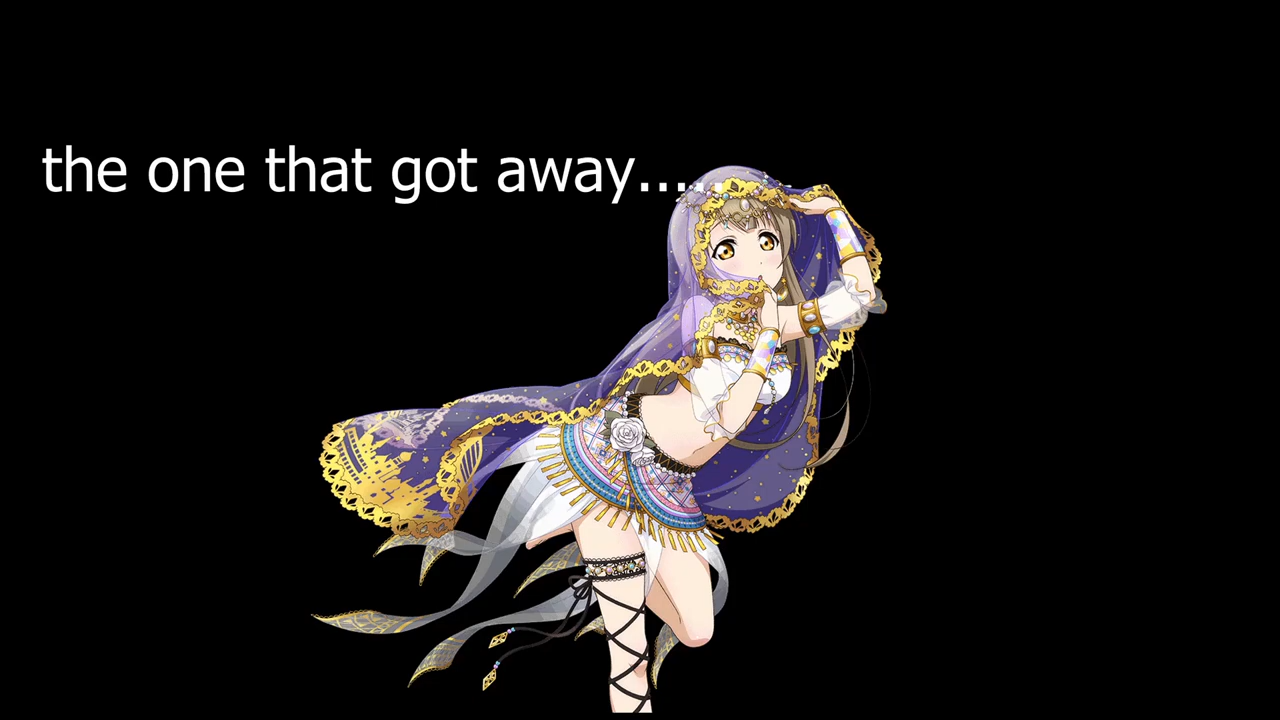 the one that got away.....